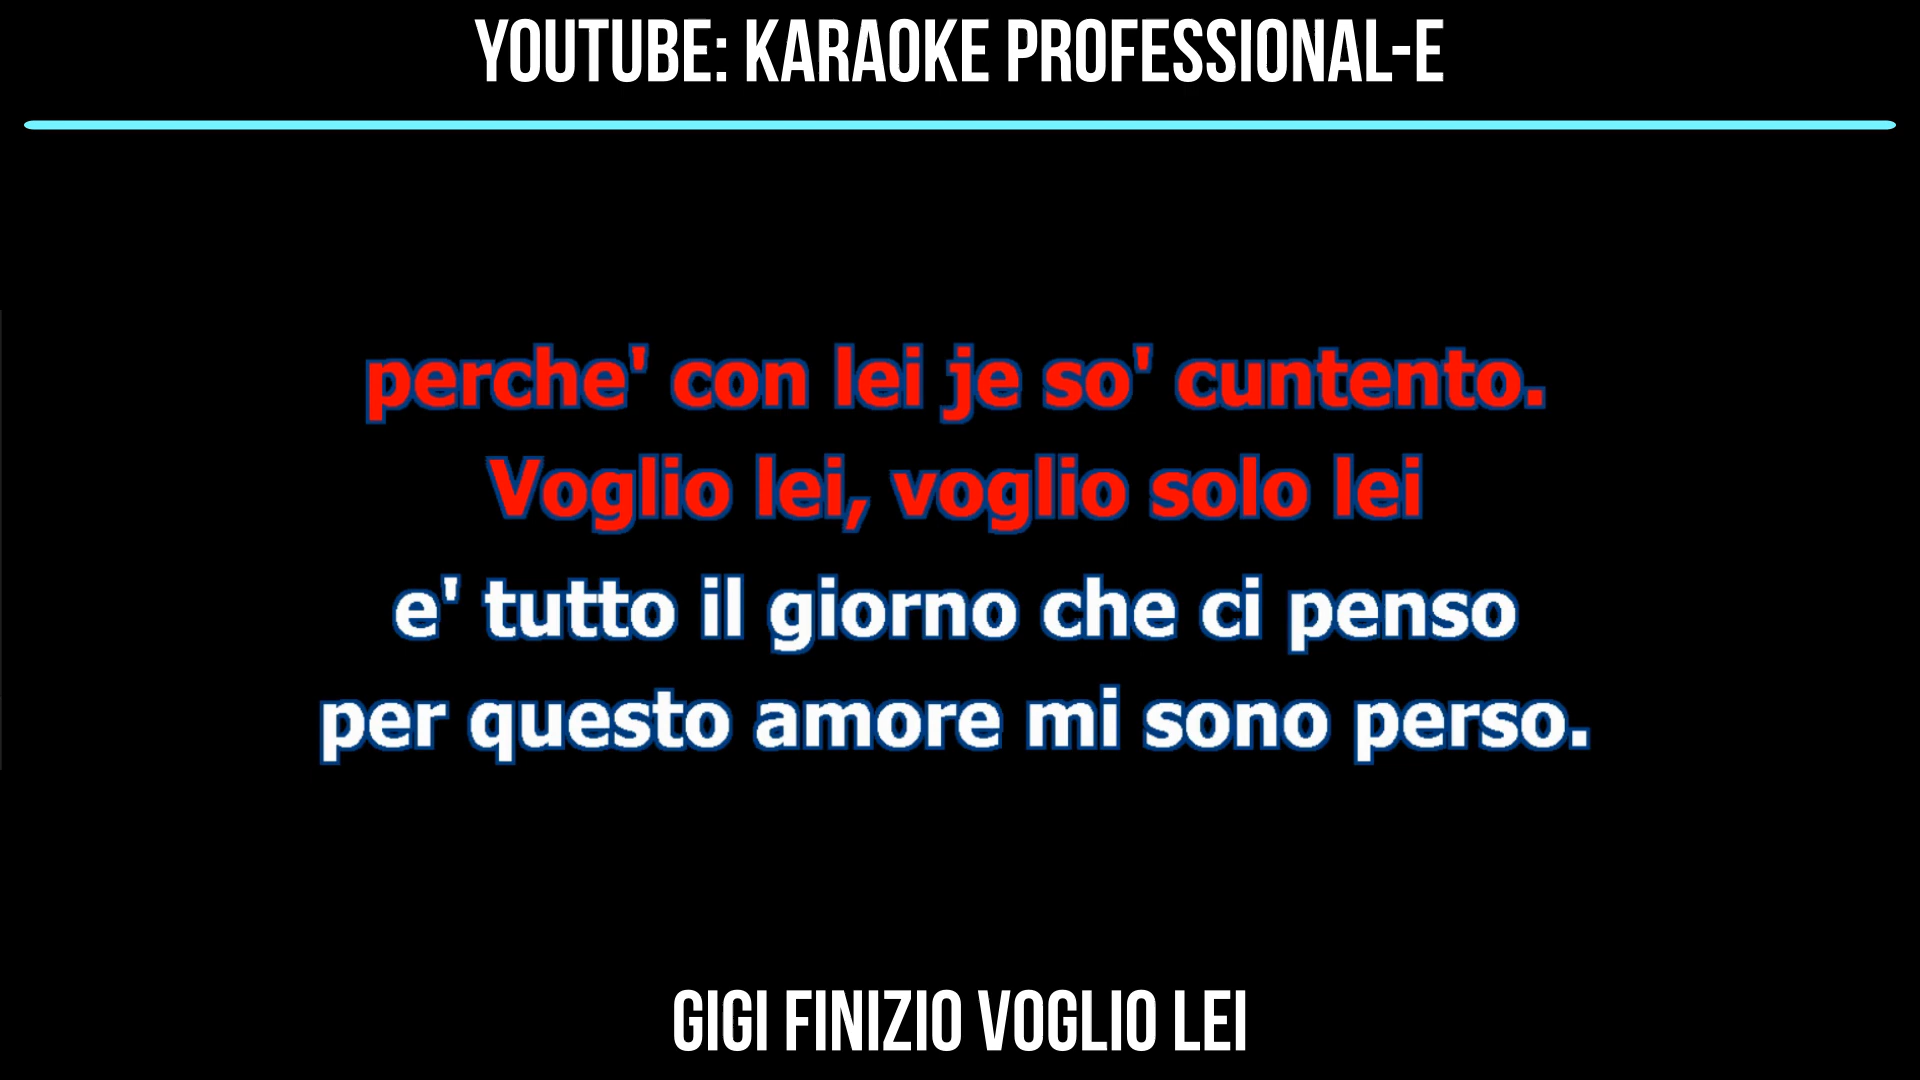 YOUTUBE: KARAOKE PROFESSIONAL-E
perche' con lei je so' cuntento.
Voglio lei, voglio solo lei
e' tutto il giorno che ci penso
per questo amore mi sono perso.
GIGI FINIZIO VOGLIO LEI